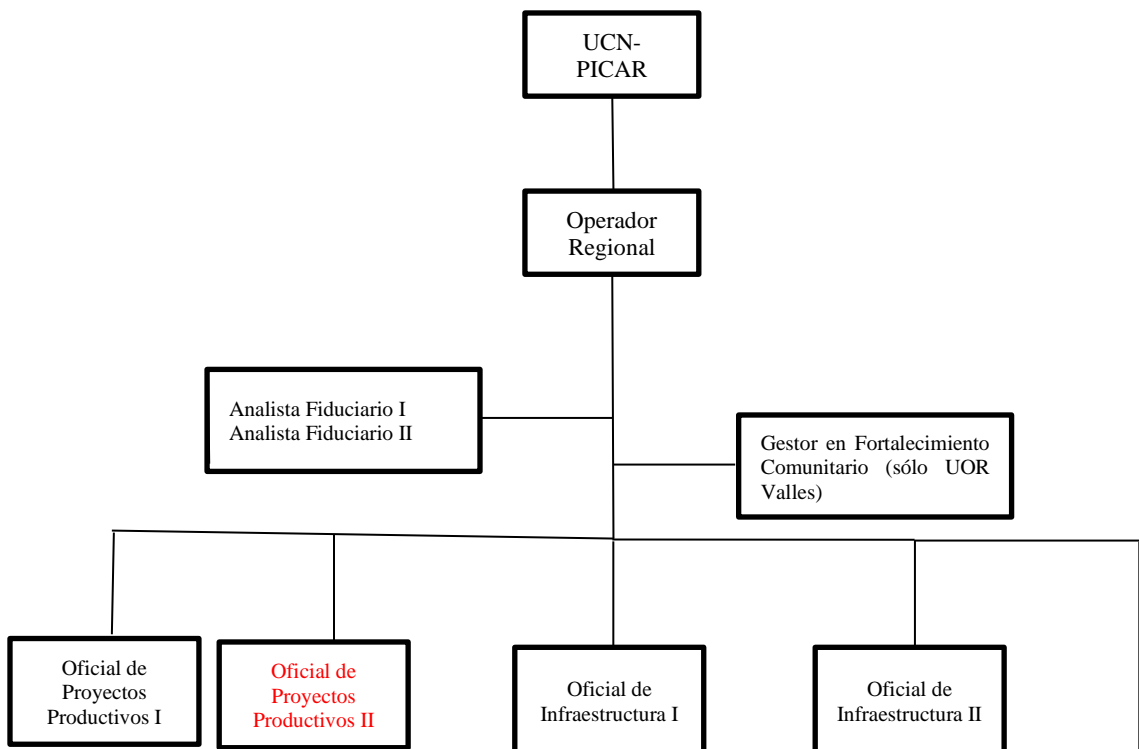 UCN-
PICAR
Operador
Regional
Analista Fiduciario I
Analista Fiduciario II
Gestor en Fortalecimiento
Comunitario (sólo UOR
Valles)
Oficial de
Proyectos
Productivos I
Oficial de
Proyectos
Productivos II
Oficial de
Infraestructura I
Oficial de
Infraestructura II